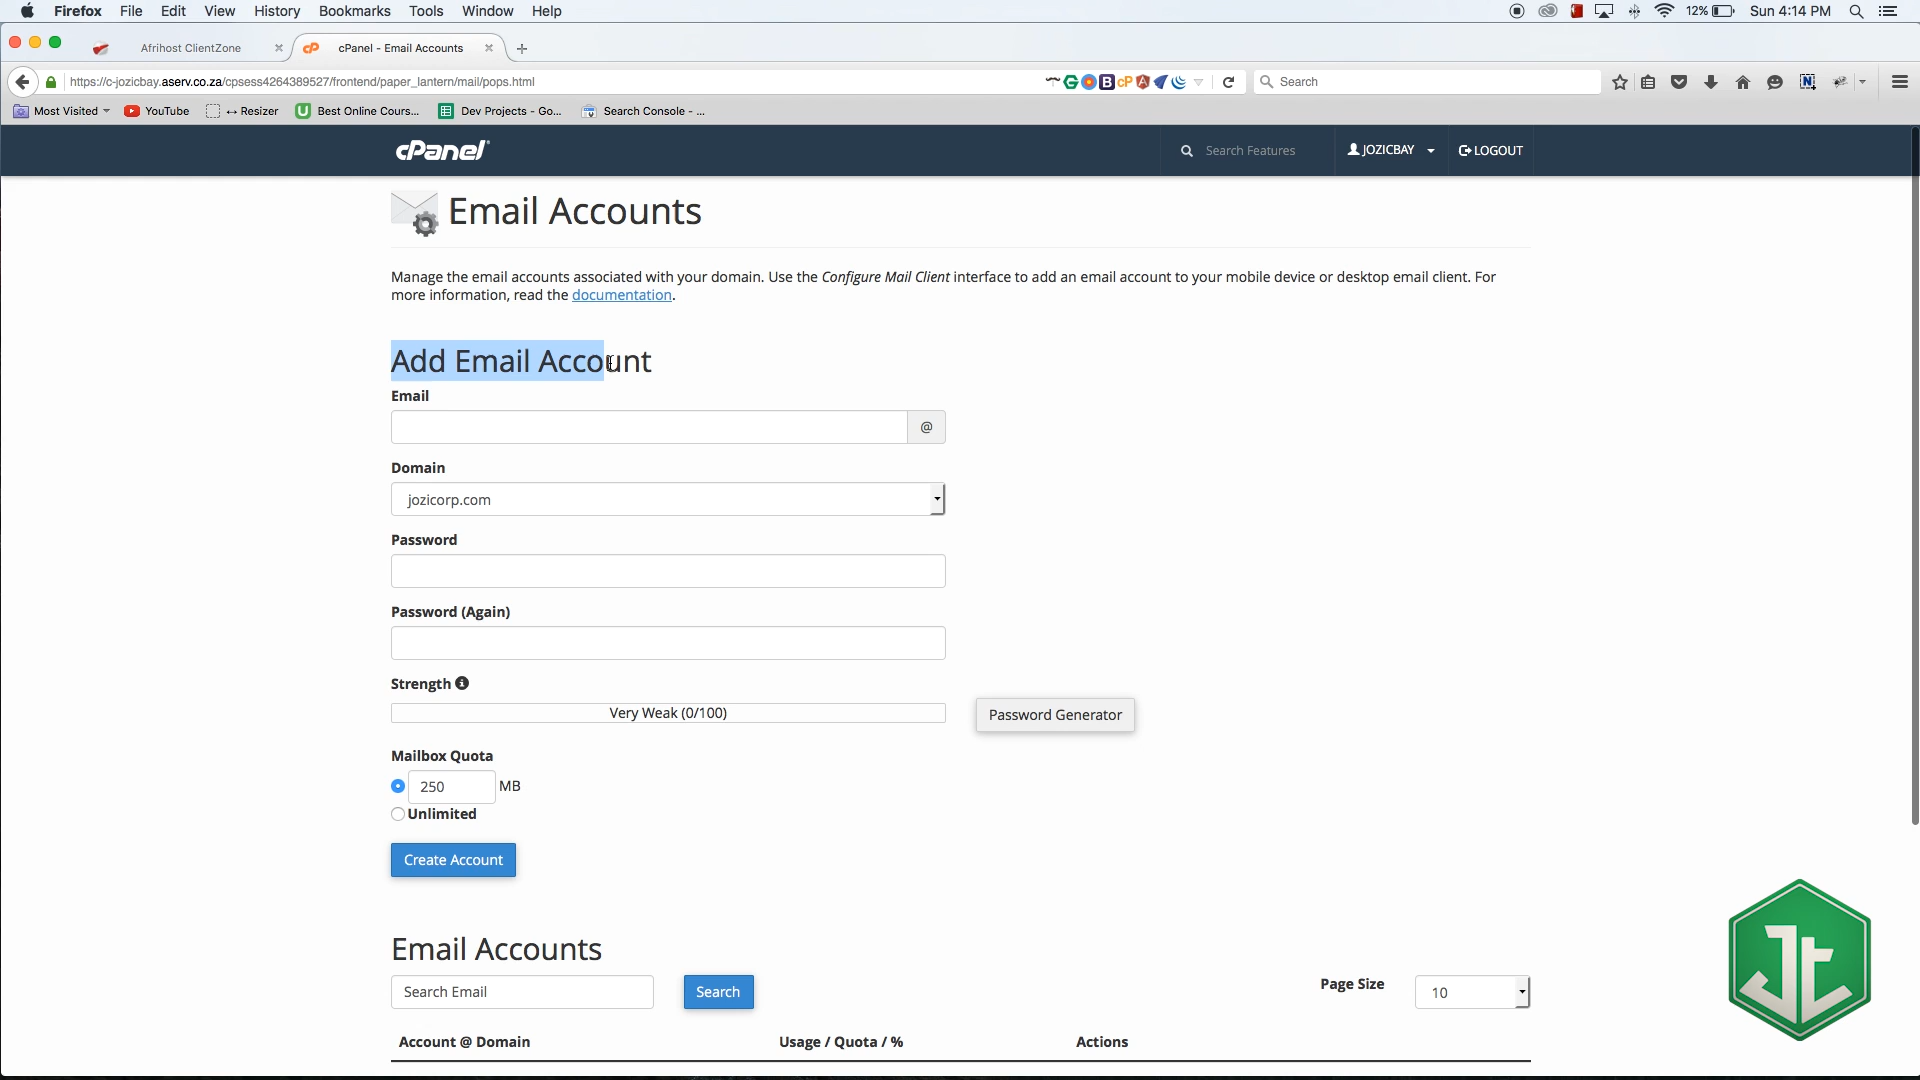 Firefox File Edit View History Bookmarks Tools Window Help 12% Sun 4:14 PM
Afrihost ClientZone cPanel - Email Accounts
https://c-jozicbay.aserv.co.za/cpsess4264389527/frontend/paper_lantern/mail/pops.html Search
Most Visited YouTube Resizer Best Online Cours... Dev Projects - Go... Search Console - ...
cPanel Search Features JOZICBAY LOGOUT
Email Accounts
Manage the email accounts associated with your domain. Use the Configure Mail Client interface to add an email account to your mobile device or desktop email client. For
more information, read the documentation.
Add Email Account
Email
@
Domain
jozicorp.com
Password
Password (Again)
Strength
Very Weak (0/100) Password Generator
Mailbox Quota
250 MB
Unlimited
Create Account
Email Accounts
Search Email Search Page Size 10
Account @ Domain Usage / Quota / % Actions